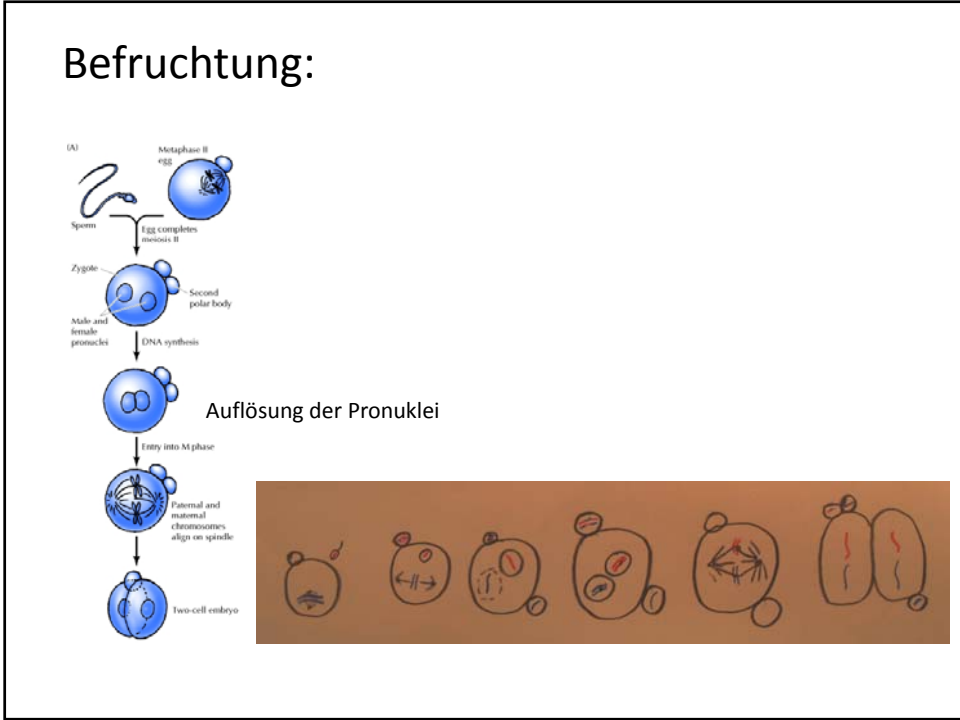 Befruchtung:
(A)
Metaphase II
egg
Sperm
Egg completes
meiosis II
Zygote
Second
polar body
Male and
female
pronuclei
DNA synthesis
Auflösung der Pronuklei
Entry into M phase
Paternal and
maternal
chromosomes
align on spindle
Two-cell embryo